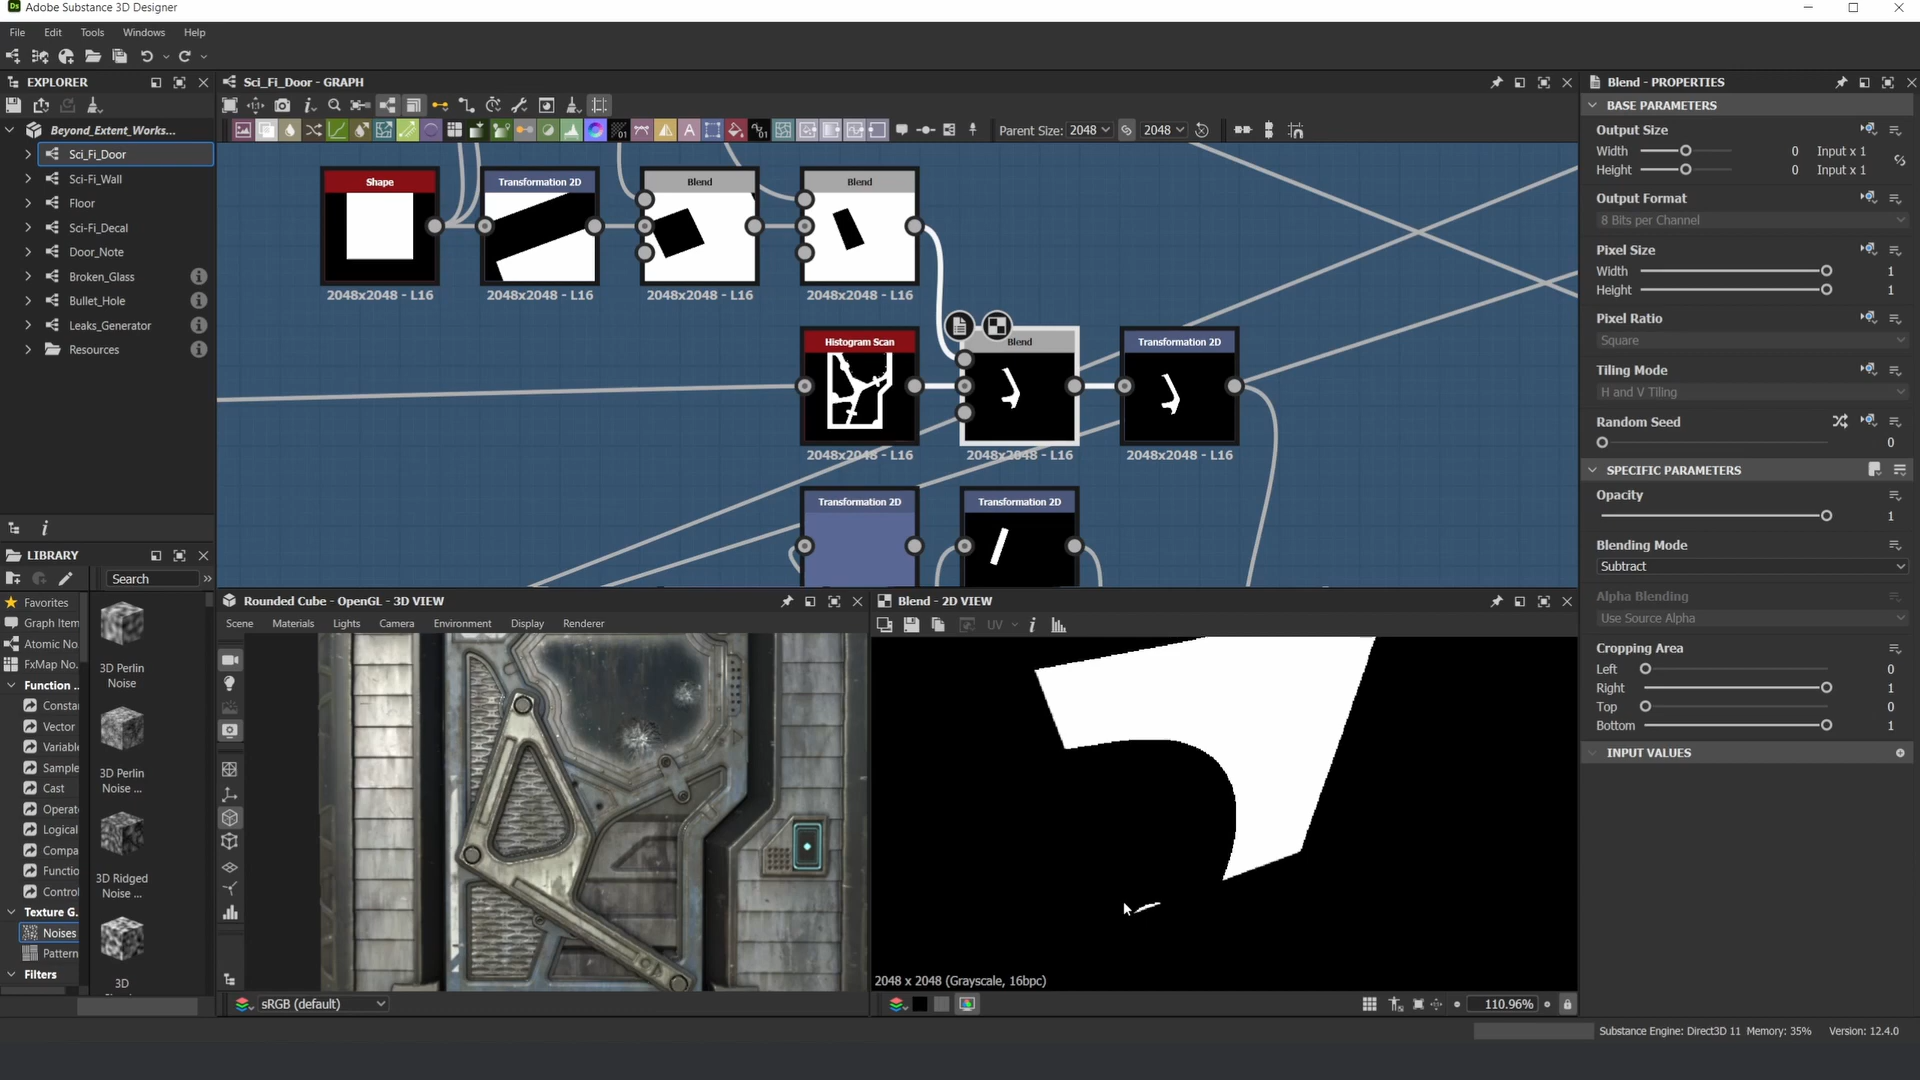 Adobe Substance 3D Designer
File Edit Tools Windows Help
EXPLORER
Beyond_Extent_Works...
Sci_Fi_Door
Sci-Fi_Wall
Floor
Sci-Fi_Decal
Door_Note
Broken_Glass
Bullet_Hole
Leaks_Generator
Resources
LIBRARY
Search
Favorites
Graph Item
Atomic No
FxMap No.
Function ..
Consta
Vector
Variable
Sample
Cast
Operat
Logical
Compa
Functio
Control
Texture G.
Noises
Pattern
Filters
3D Perlin
Noise
3D Perlin
Noise ...
3D Ridged
Noise ...
3D
Sci_Fi_Door - GRAPH
Parent Size: 2048 2048
Shape
2048x2048 - L16
Transformation 2D
2048x2048 - L16
Blend
2048x2048 - L16
Blend
2048x2048 - L16
Histogram Scan
2048x2048 - L16
Blend
2048x2048 - L16
Transformation 2D
2048x2048 - L16
Transformation 2D
Transformation 2D
Rounded Cube - OpenGL - 3D VIEW
Scene Materials Lights Camera Environment Display Renderer
sRGB (default)
Blend - 2D VIEW
UV
2048 x 2048 (Grayscale, 16bpc)
110.96%
Blend - PROPERTIES
BASE PARAMETERS
Output Size
Width 0 Input x 1
Height 0 Input x 1
Output Format
8 Bits per Channel
Pixel Size
Width 1
Height 1
Pixel Ratio
Square
Tiling Mode
H and V Tiling
Random Seed
0
SPECIFIC PARAMETERS
Opacity
1
Blending Mode
Subtract
Alpha Blending
Use Source Alpha
Cropping Area
Left 0
Right 1
Top 0
Bottom 1
INPUT VALUES
Substance Engine: Direct3D 11 Memory: 35% Version: 12.4.0